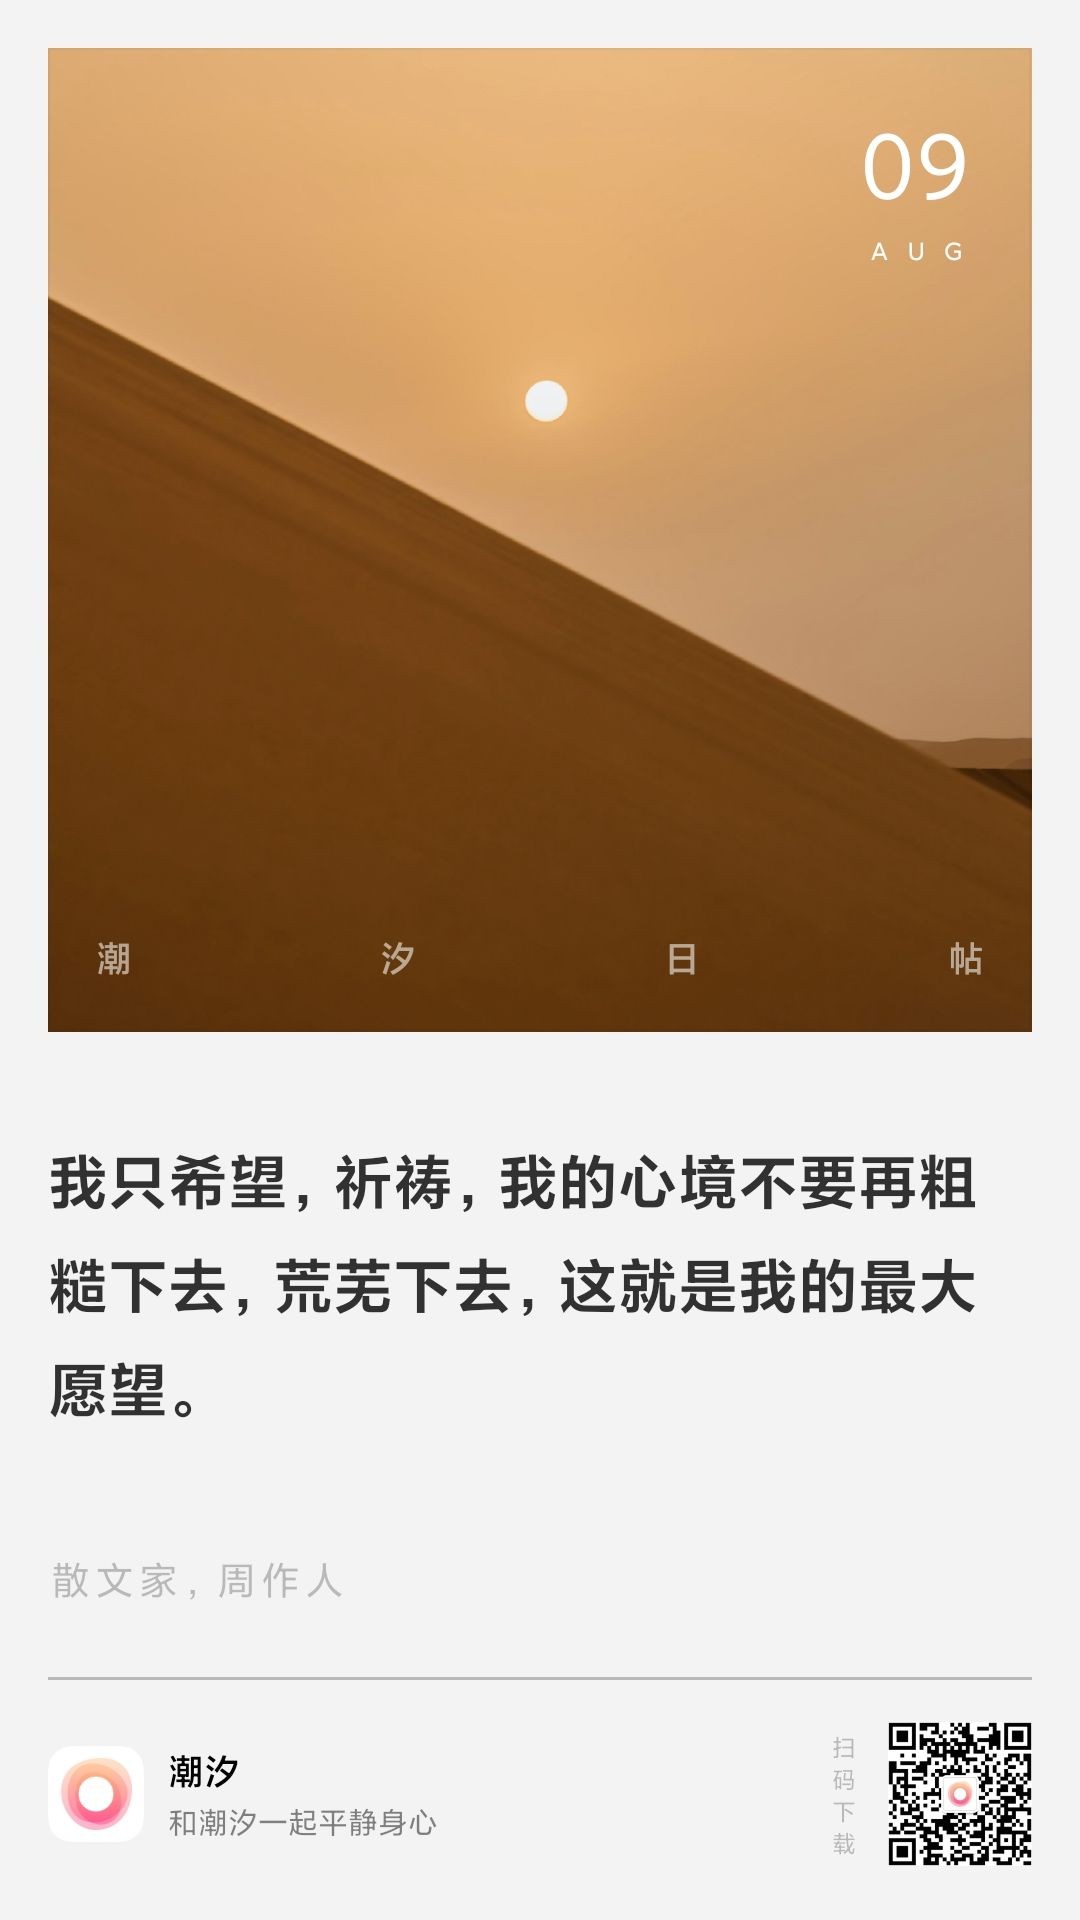 09
AUG
潮汐日帖
我只希望，祈祷，我的心境不要再粗
糙下去，荒芜下去，这就是我的最大
愿望。
散文家，周作人
潮汐
和潮汐一起平静身心
扫码下载